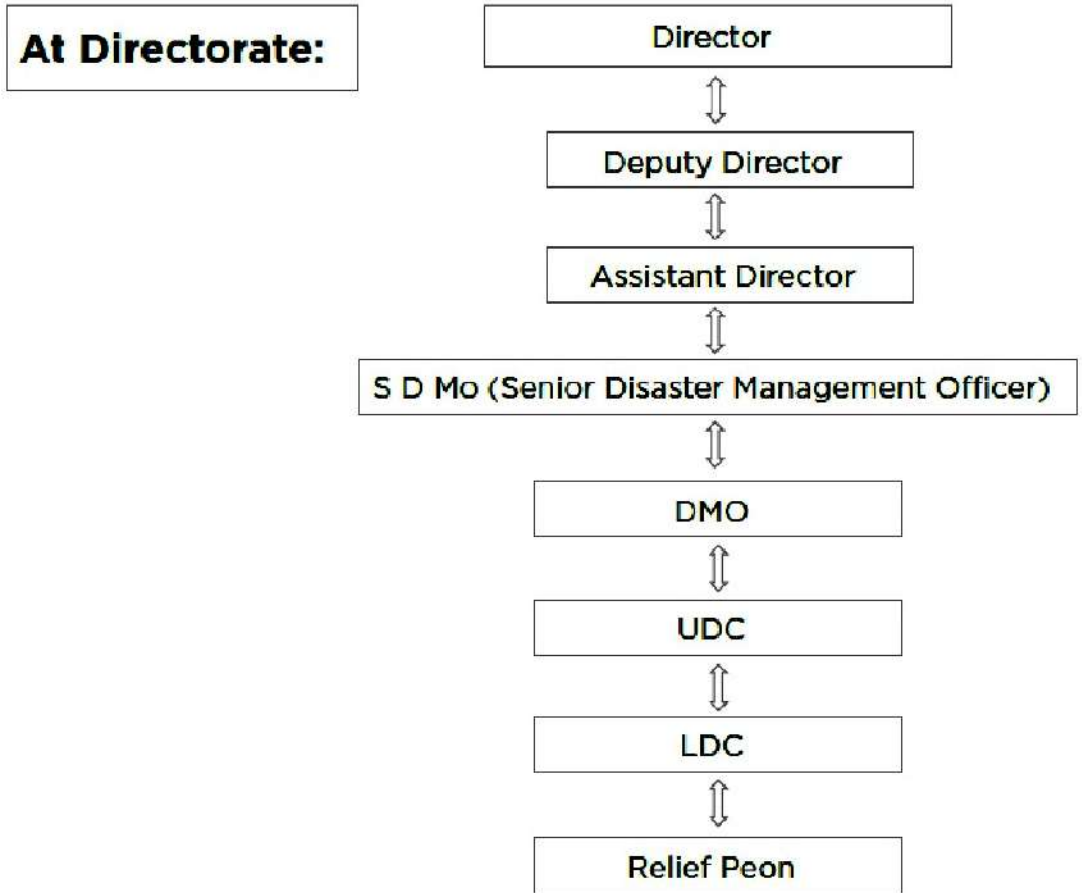 At Directorate:
Director
Deputy Director
Assistant Director
S D Mo (Senior Disaster Management Officer)
DMO
UDC
LDC
Relief Peon